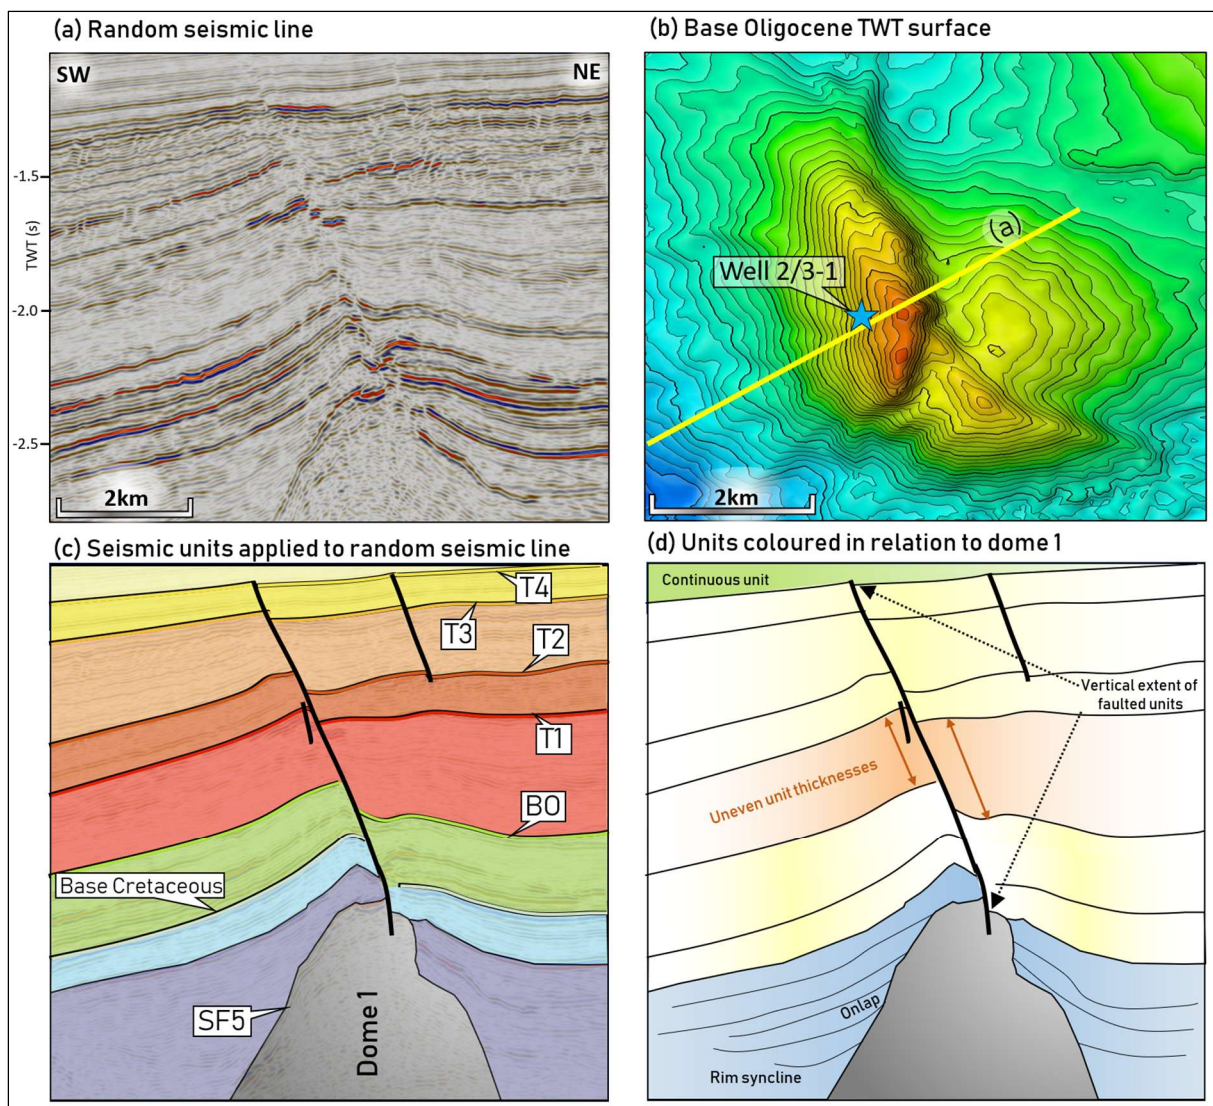 (a) Random seismic line
SW
NE
-1.5
TWT (s)
-2.0
-2.5
2km
(b) Base Oligocene TWT surface
(a)
Well 2/3-1
2km
(c) Seismic units applied to random seismic line
T4
T3
T2
T1
BO
Base Cretaceous
SF5
Dome 1
(d) Units coloured in relation to dome 1
Continuous unit
Vertical extent of
faulted units
Uneven unit thicknesses
Onlap
Rim syncline